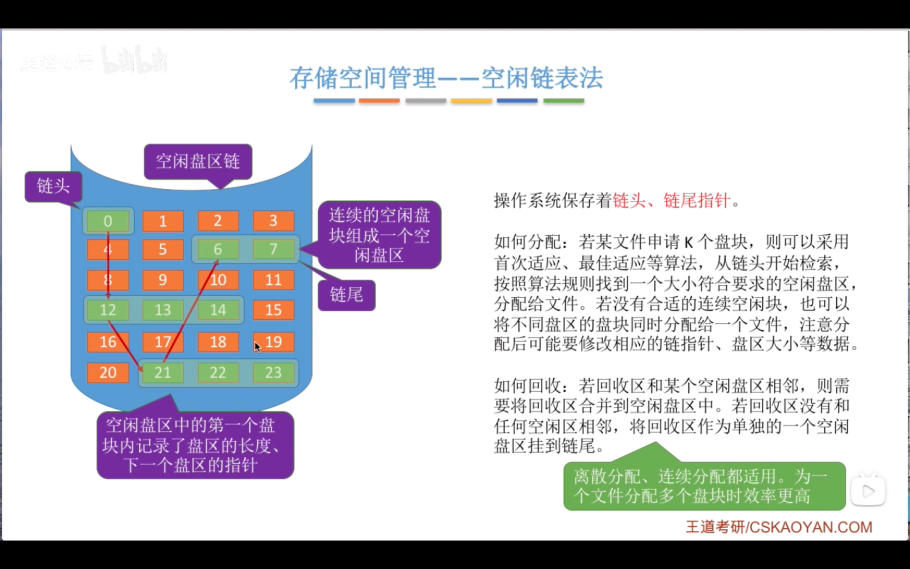 存储空间管理——空闲链表法
空闲盘区链
链头
0 1 2 3
4 5 6 7
8 9 10 11
12 13 14 15
16 17 18 19
20 21 22 23
连续的空闲盘
块组成一个空
闲盘区
链尾
空闲盘区中的第一个盘
块内记录了盘区的长度、
下一个盘区的指针
操作系统保存着链头、链尾指针。
如何分配：若某文件申请 K 个盘块，则可以采用
首次适应、最佳适应等算法，从链头开始检索，
按照算法规则找到一个大小符合要求的空闲盘区，
分配给文件。若没有合适的连续空闲块，也可以
将不同盘区的盘块同时分配给一个文件，注意分
配后可能要修改相应的链指针、盘区大小等数据。
如何回收：若回收区和某个空闲盘区相邻，则需
要将回收区合并到空闲盘区中。若回收区没有和
任何空闲区相邻，将回收区作为单独的一个空闲
盘区挂到链尾。
离散分配、连续分配都适用。为一
个文件分配多个盘块时效率更高
王道考研/CSKAOYAN.COM